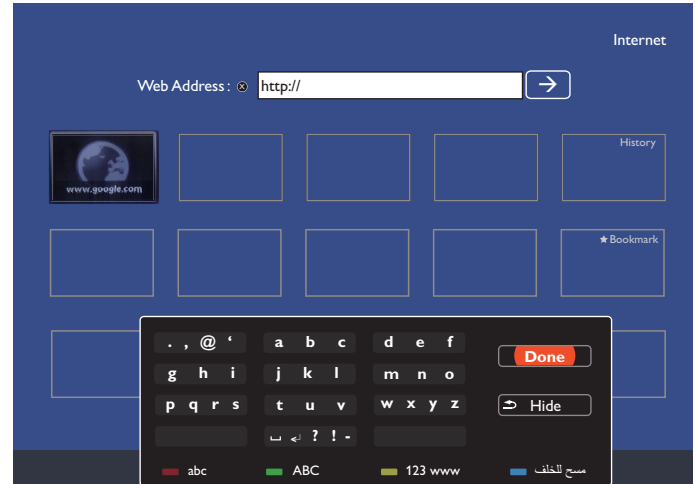 Internet
Web Address : ⊗ http:// →
www.google.com
History
★Bookmark
. , @ ‘ a b c d e f
Done
g h i j k l m n o
p q r s t u v w x y z
Hide
␣ ↲ ? ! -
abc ABC 123 www مسح للخلف